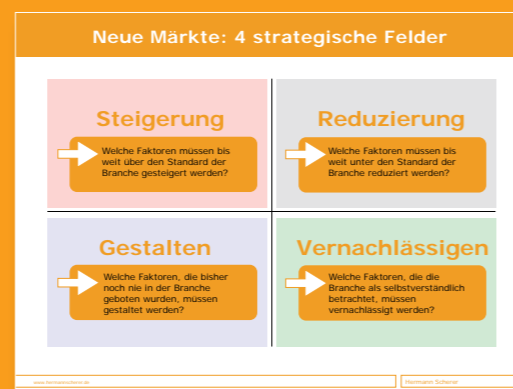 Neue Märkte: 4 strategische Felder
Steigerung
Welche Faktoren müssen bis
weit über den Standard der
Branche gesteigert werden?
Reduzierung
Welche Faktoren müssen bis
weit unter den Standard der
Branche reduziert werden?
Gestalten
Welche Faktoren, die bisher
noch nie in der Branche
geboten wurden, müssen
gestaltet werden?
Vernachlässigen
Welche Faktoren, die die
Branche als selbstverständlich
betrachtet, müssen
vernachlässigt werden?
www.hermannscherer.de
Hermann Scherer